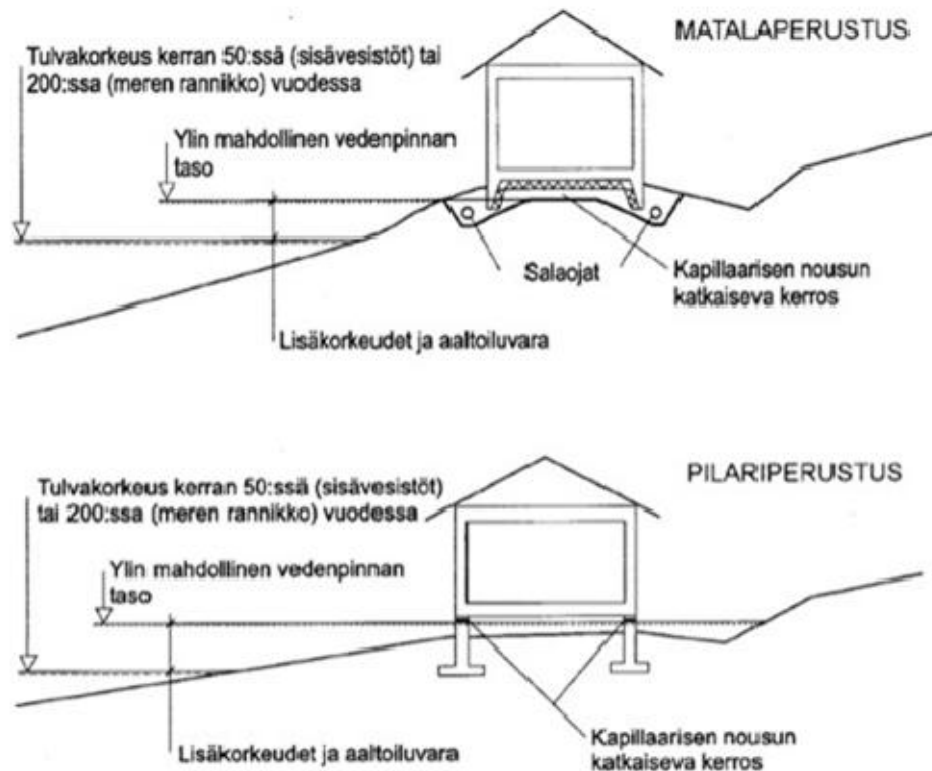 MATALAPERUSTUS
Tulvakorkeus kerran 50:ssä (sisävesistöt) tai
200:ssa (meren rannikko) vuodessa
Ylin mahdollinen vedenpinnan
taso
Salaojat
Kapillaarisen nousun
katkaiseva kerros
Lisäkorkeudet ja aaltoiluvara
PILARIPERUSTUS
Tulvakorkeus kerran 50:ssä (sisävesistöt)
tai 200:ssa (meren rannikko) vuodessa
Ylin mahdollinen vedenpinnan
taso
Lisäkorkeudet ja aaltoiluvara
Kapillaarisen nousun
katkaiseva kerros